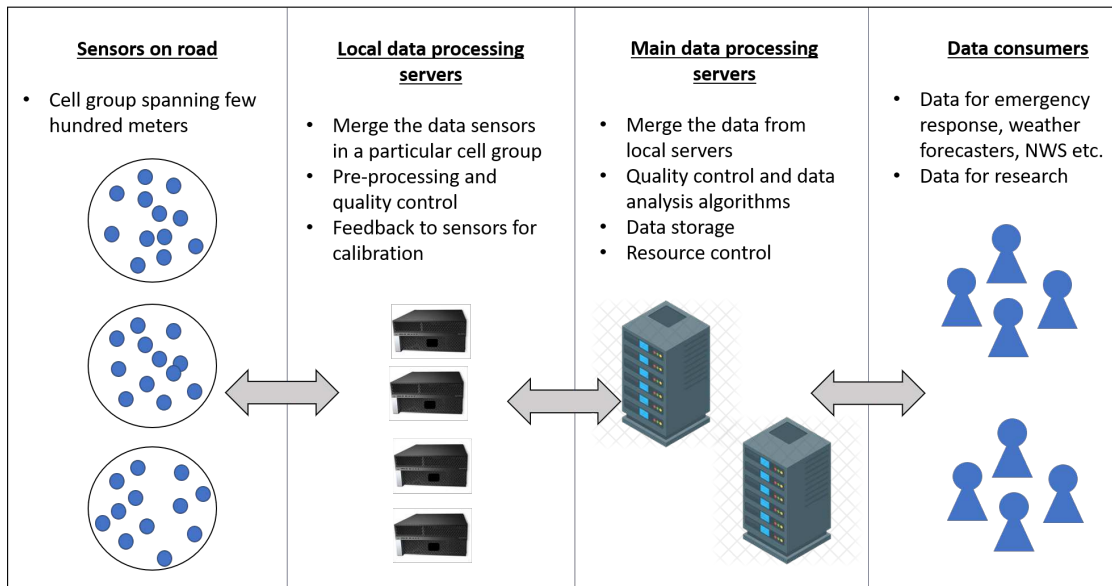 Sensors on road
• Cell group spanning few
hundred meters
Local data processing
servers
• Merge the data sensors
in a particular cell group
• Pre-processing and
quality control
• Feedback to sensors for
calibration
Main data processing
servers
• Merge the data from
local servers
• Quality control and data
analysis algorithms
• Data storage
• Resource control
Data consumers
• Data for emergency
response, weather
forecasters, NWS etc.
• Data for research